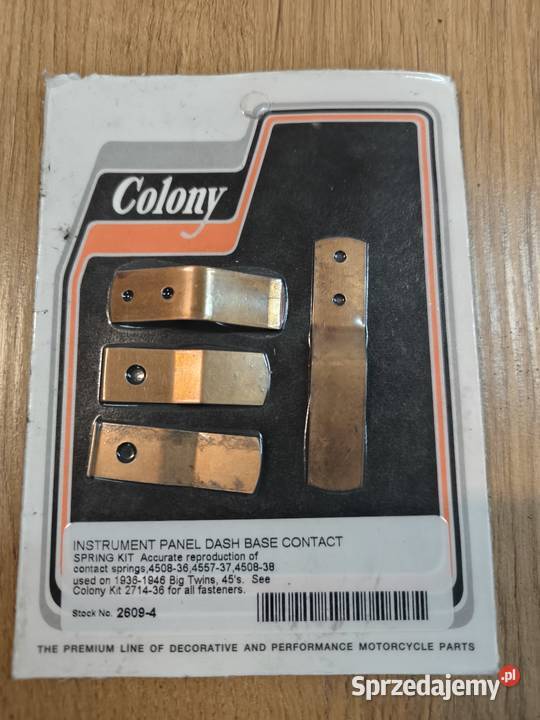 Colony
INSTRUMENT PANEL DASH BASE CONTACT
SPRING KIT Accurate reproduction of
contact springs,4508-36,4557-37,4508-38
used on 1936-1946 Big Twins, 45's. See
Colony Kit 2714-36 for all fasteners.
Stock No. 2609-4
THE PREMIUM LINE OF DECORATIVE AND PERFORMANCE MOTORCYCLE PARTS
Sprzedajemy.pl